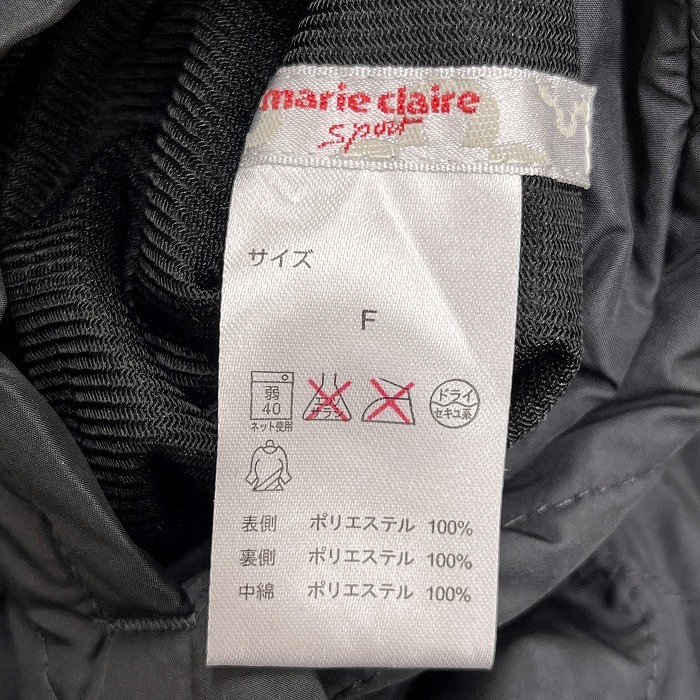 marie claire
sport
サイズ
F
弱
40
ネット使用
エンソ
サラシ
ドライ
セキユ系
表側 ポリエステル 100%
裏側 ポリエステル 100%
中綿 ポリエステル 100%